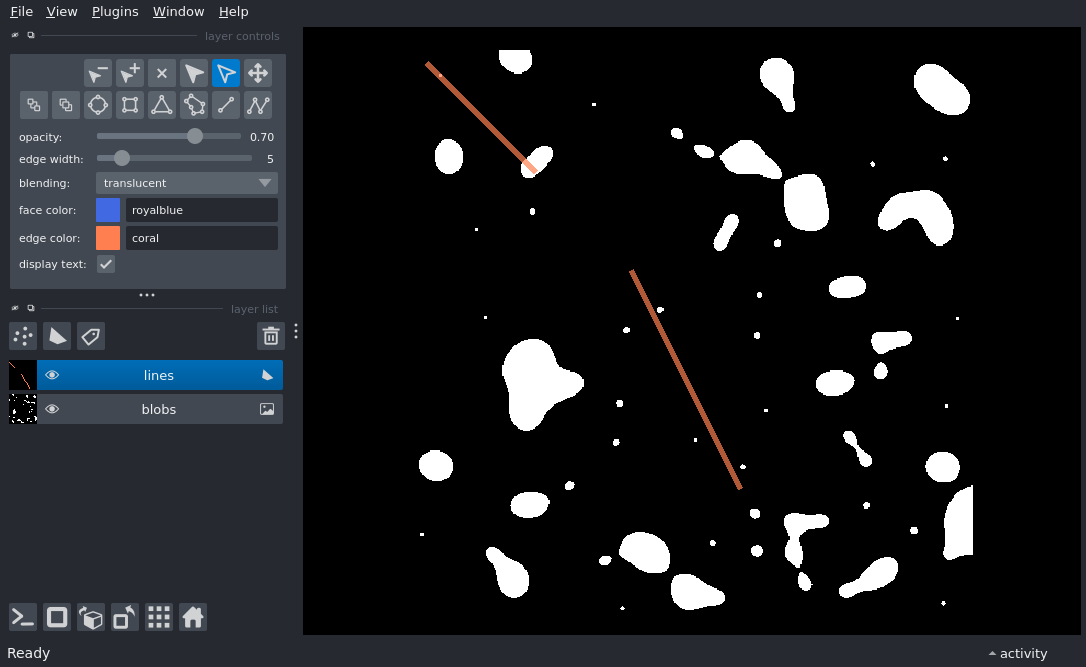 File View Plugins Window Help
layer controls
opacity: 0.70
edge width: 5
blending: translucent
face color: royalblue
edge color: coral
display text:
layer list
lines
blobs
Ready
activity